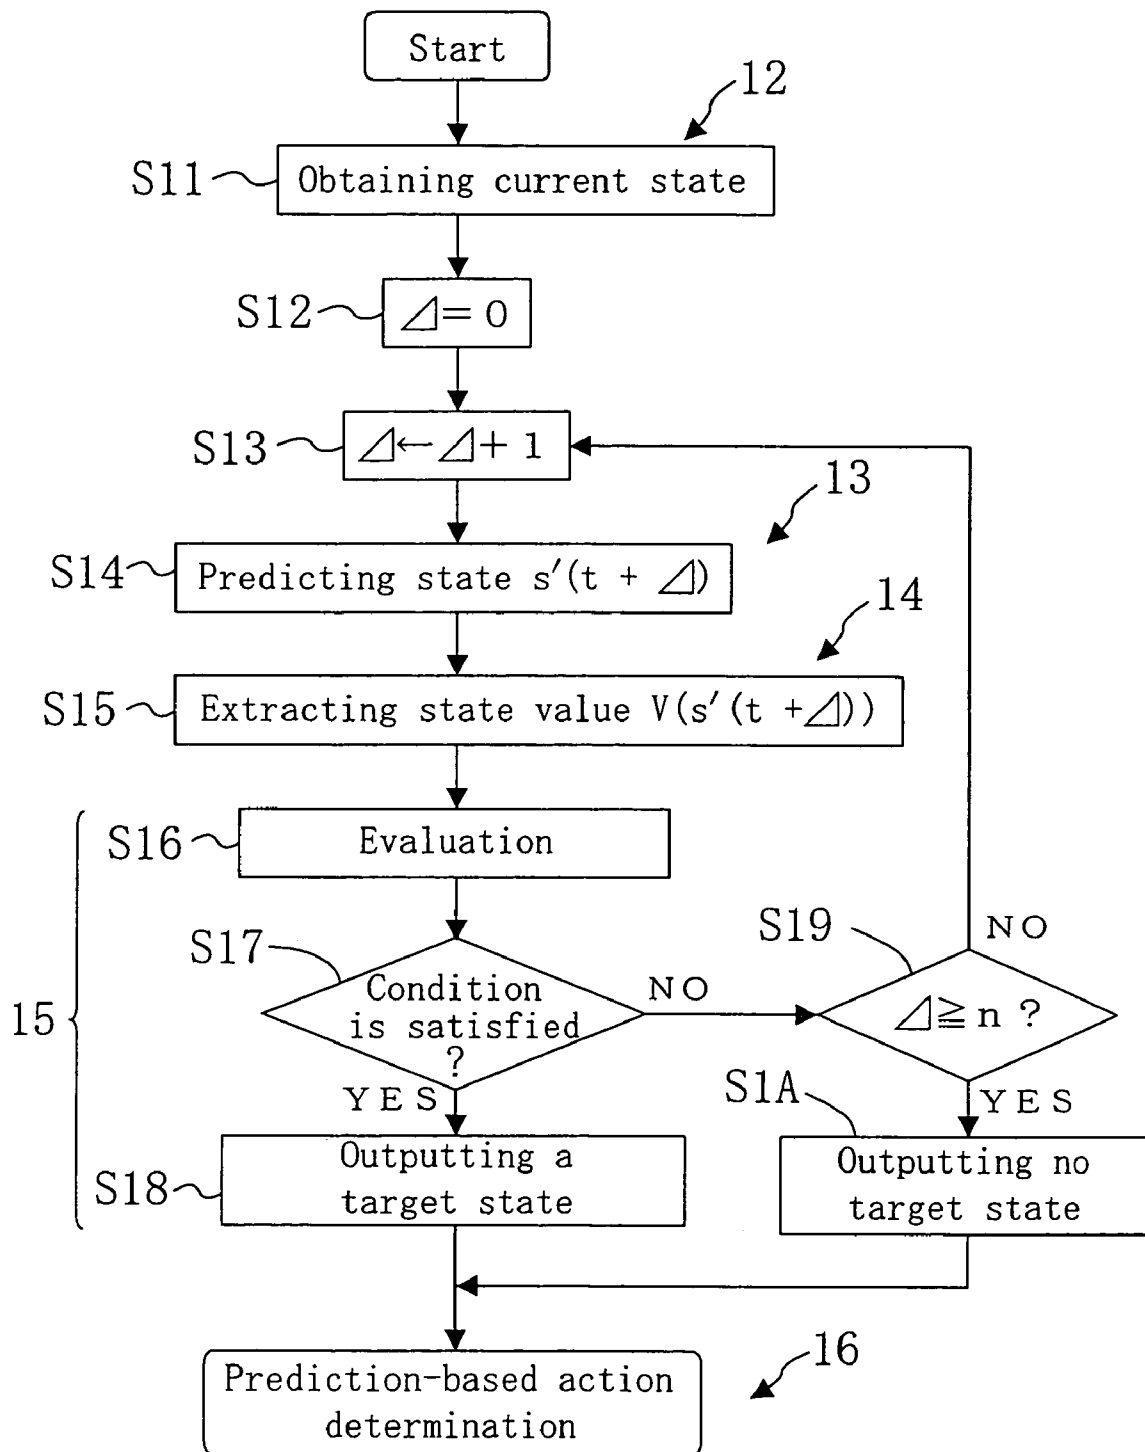 Start
12
S11
Obtaining current state
S12
⊿= 0
S13
⊿← ⊿+ 1
13
S14
Predicting state s′(t + ⊿)
14
S15
Extracting state value V(s′(t +⊿))
S16
Evaluation
S17
Condition
is satisfied
?
NO
YES
S19
NO
⊿≧ n ?
YES
15
S18
Outputting a
target state
S1A
Outputting no
target state
16
Prediction-based action
determination